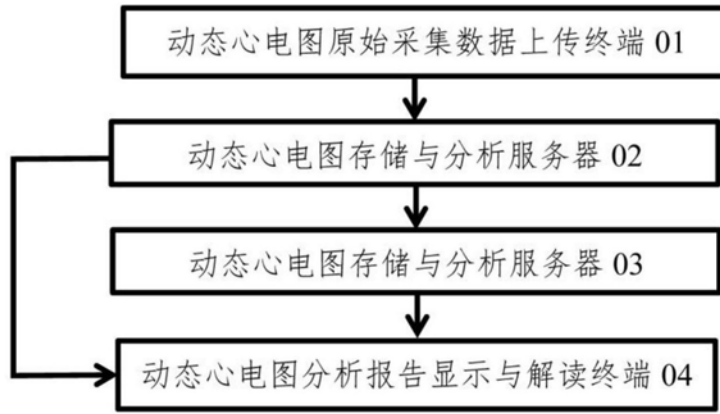 动态心电图原始采集数据上传终端 01
动态心电图存储与分析服务器 02
动态心电图存储与分析服务器 03
动态心电图分析报告显示与解读终端 04